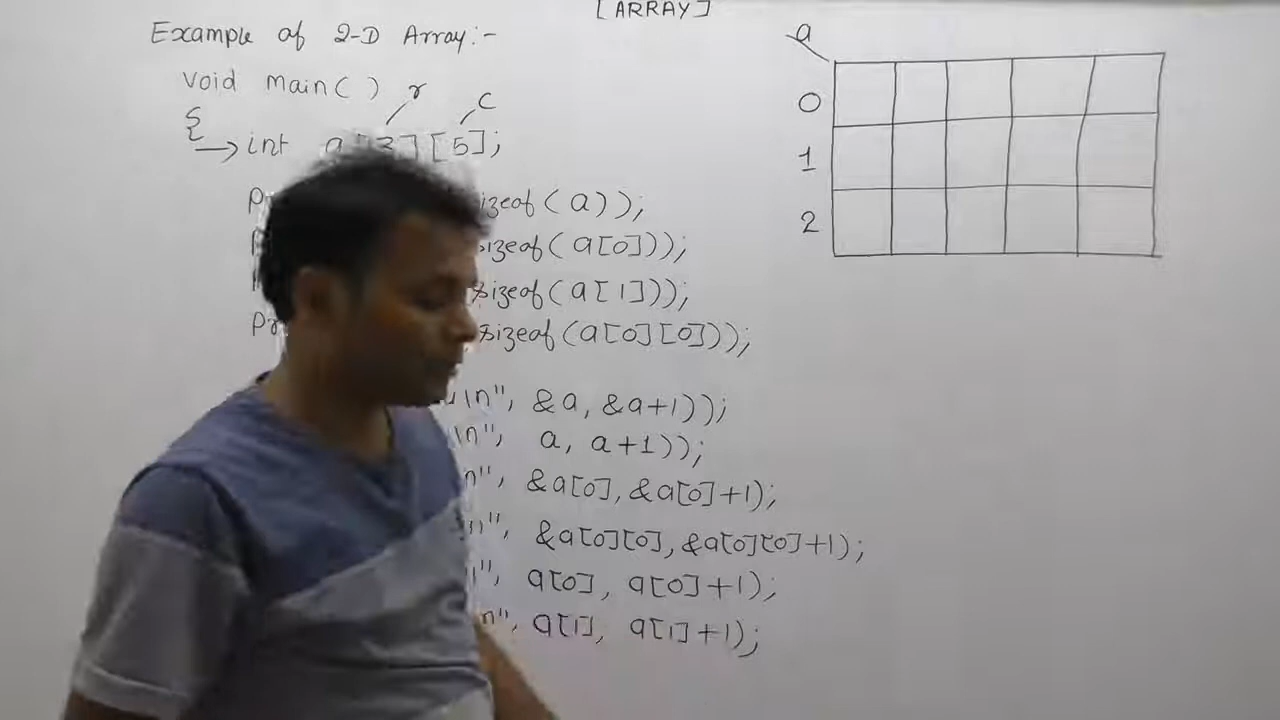 [ARRAY]
Example of 2-D Array:-
void main( )
r
c
{
→ int a[3][5];
sizeof(a));
sizeof(a[0]));
sizeof(a[1]));
sizeof(a[0][0]));
\n", &a, &a+1));
\n", a, a+1));
n", &a[0], &a[0]+1);
", &a[0][0], &a[0][0]+1);
", a[0], a[0]+1);
n", a[1], a[1]+1);
a
0
1
2